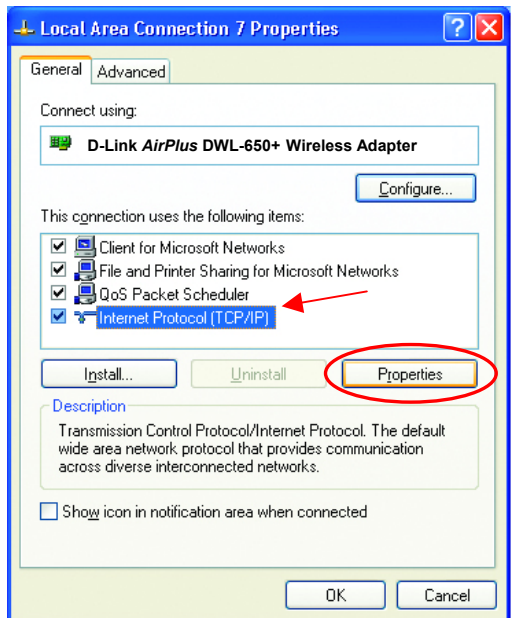 Local Area Connection 7 Properties
General Advanced
Connect using:
D-Link AirPlus DWL-650+ Wireless Adapter
Configure...
This connection uses the following items:
Client for Microsoft Networks
File and Printer Sharing for Microsoft Networks
QoS Packet Scheduler
Internet Protocol (TCP/IP)
Install... Uninstall Properties
Description
Transmission Control Protocol/Internet Protocol. The default
wide area network protocol that provides communication
across diverse interconnected networks.
Show icon in notification area when connected
OK Cancel